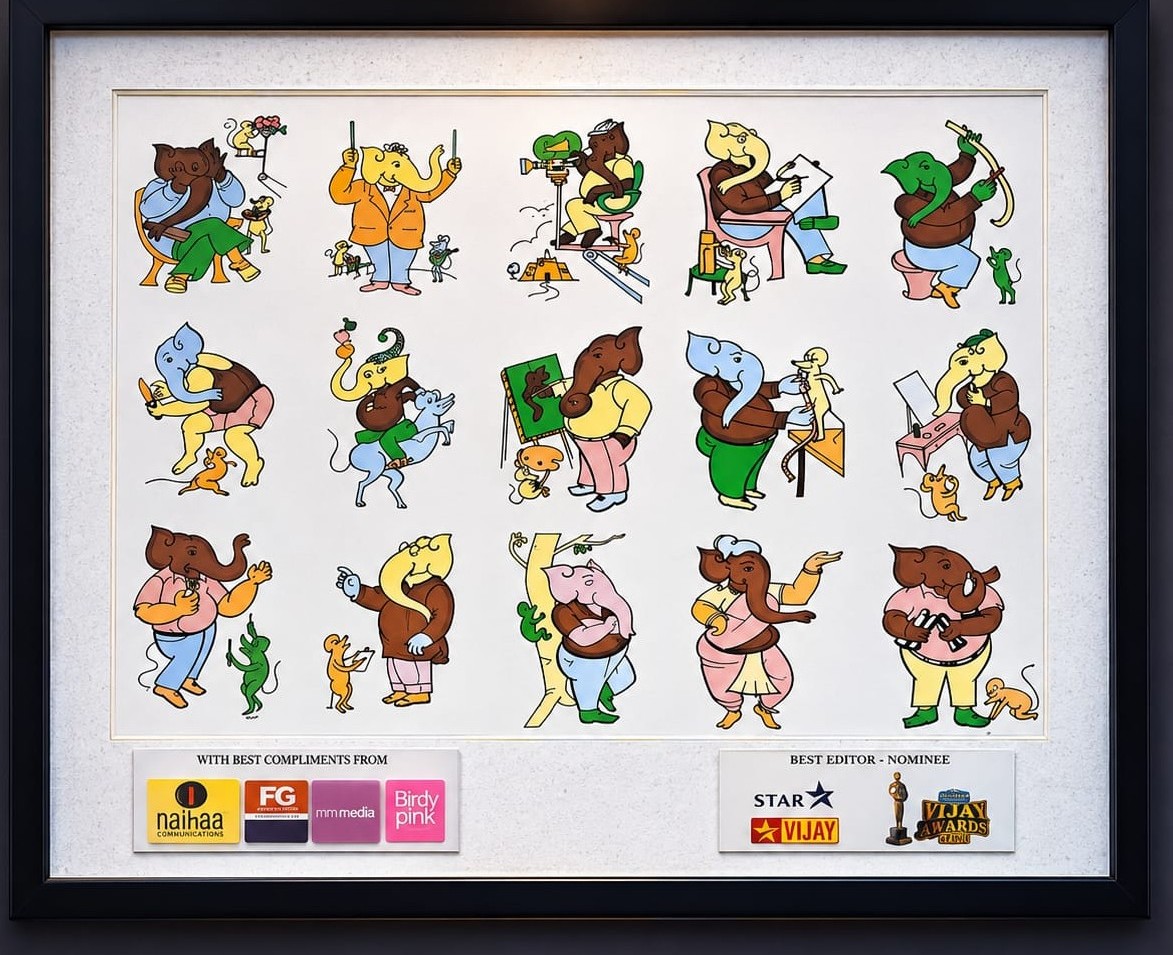 WITH BEST COMPLIMENTS FROM
naihaa
COMMUNICATIONS
FG
mm media
Birdy
pink
BEST EDITOR - NOMINEE
STAR
VIJAY
VIJAY
AWARDS